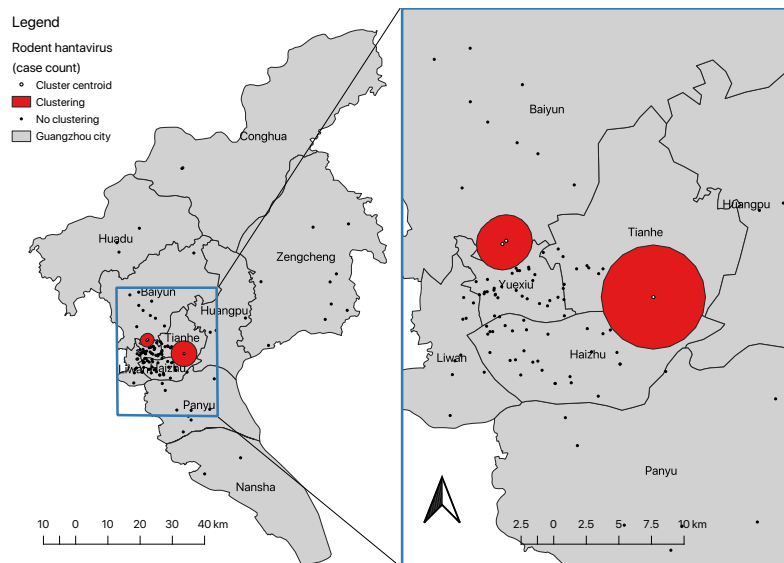 Legend
Rodent hantavirus
(case count)
Cluster centroid
Clustering
No clustering
Guangzhou city
Conghua
Huadu
Zengcheng
Baiyun
Huangpu
Tianhe
Liwan
Haizhu
Panyu
Nansha
10 0 10 20 30 40 km
Baiyun
Huangpu
Tianhe
Yuexiu
Liwan
Haizhu
Panyu
2.5 0 2.5 5 7.5 10 km